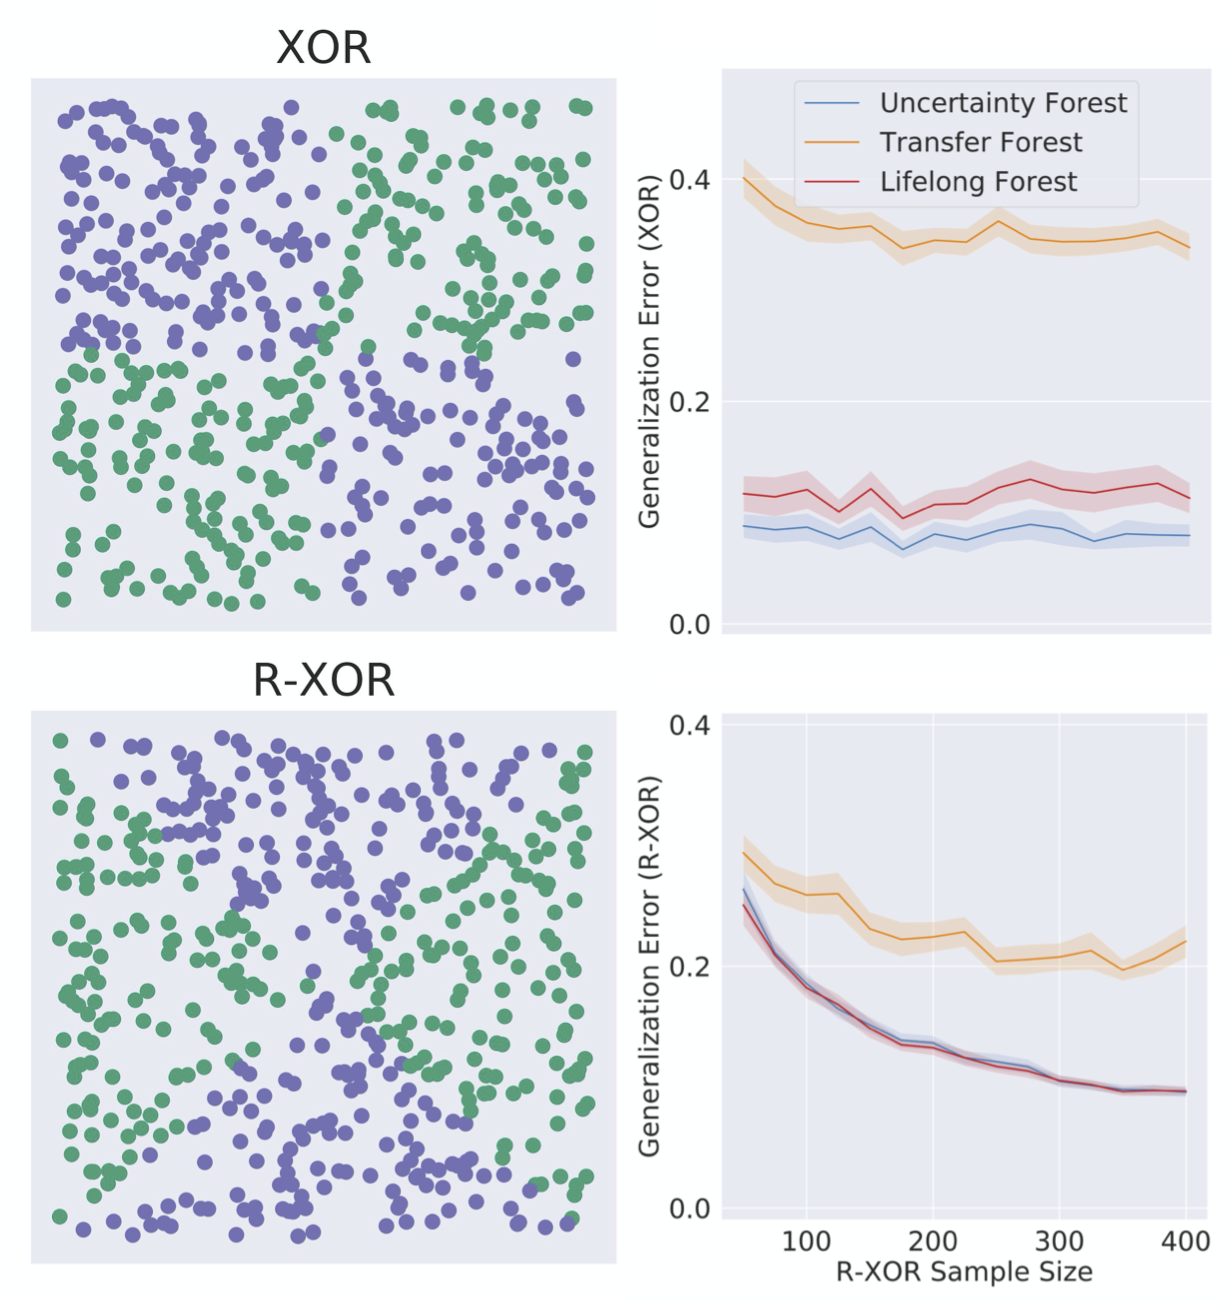 XOR
Uncertainty Forest
Transfer Forest
Lifelong Forest
Generalization Error (XOR)
0.4
0.2
0.0
R-XOR
Generalization Error (R-XOR)
0.4
0.2
0.0
100 200 300 400
R-XOR Sample Size